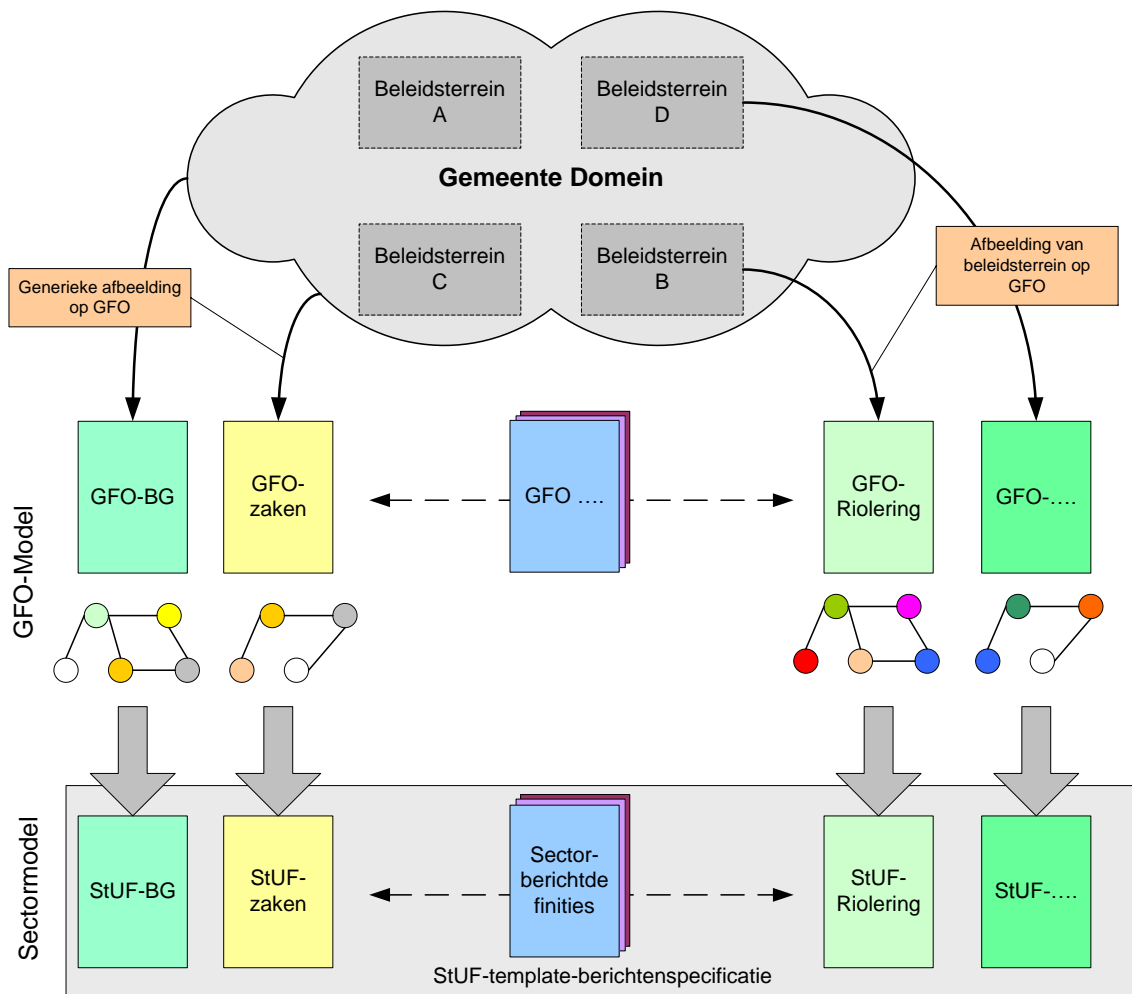 Beleidsterrein
A
Beleidsterrein
D
Gemeente Domein
Beleidsterrein
C
Beleidsterrein
B
Generieke afbeelding
op GFO
Afbeelding van
beleidsterrein op
GFO
GFO-Model
GFO-BG
GFO-
zaken
GFO ….
GFO-
Riolering
GFO-….
Sectormodel
StUF-BG
StUF-
zaken
Sector-
berichtde
finities
StUF-
Riolering
StUF-….
StUF-template-berichtenspecificatie